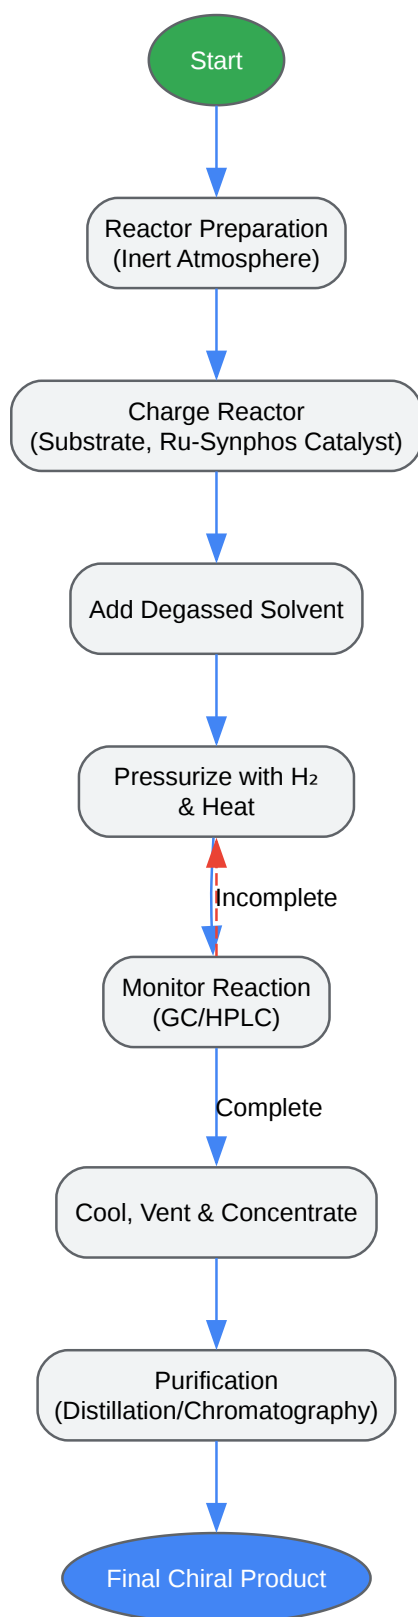 Start
Reactor Preparation
(Inert Atmosphere)
Charge Reactor
(Substrate, Ru-Synphos Catalyst)
Add Degassed Solvent
Pressurize with H₂
& Heat
Incomplete
Monitor Reaction
(GC/HPLC)
Complete
Cool, Vent & Concentrate
Purification
(Distillation/Chromatography)
Final Chiral Product